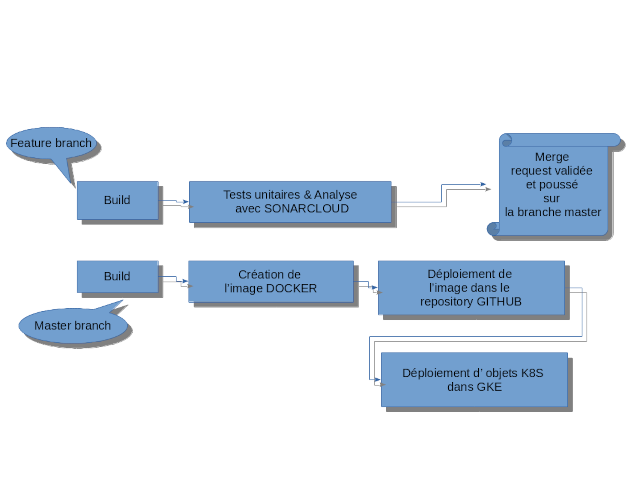 Feature branch
Build
Tests unitaires & Analyse
avec SONARCLOUD
Merge
request validée
et poussé
sur
la branche master
Build
Création de
l'image DOCKER
Déploiement de
l'image dans le
repository GITHUB
Master branch
Déploiement d' objets K8S
dans GKE